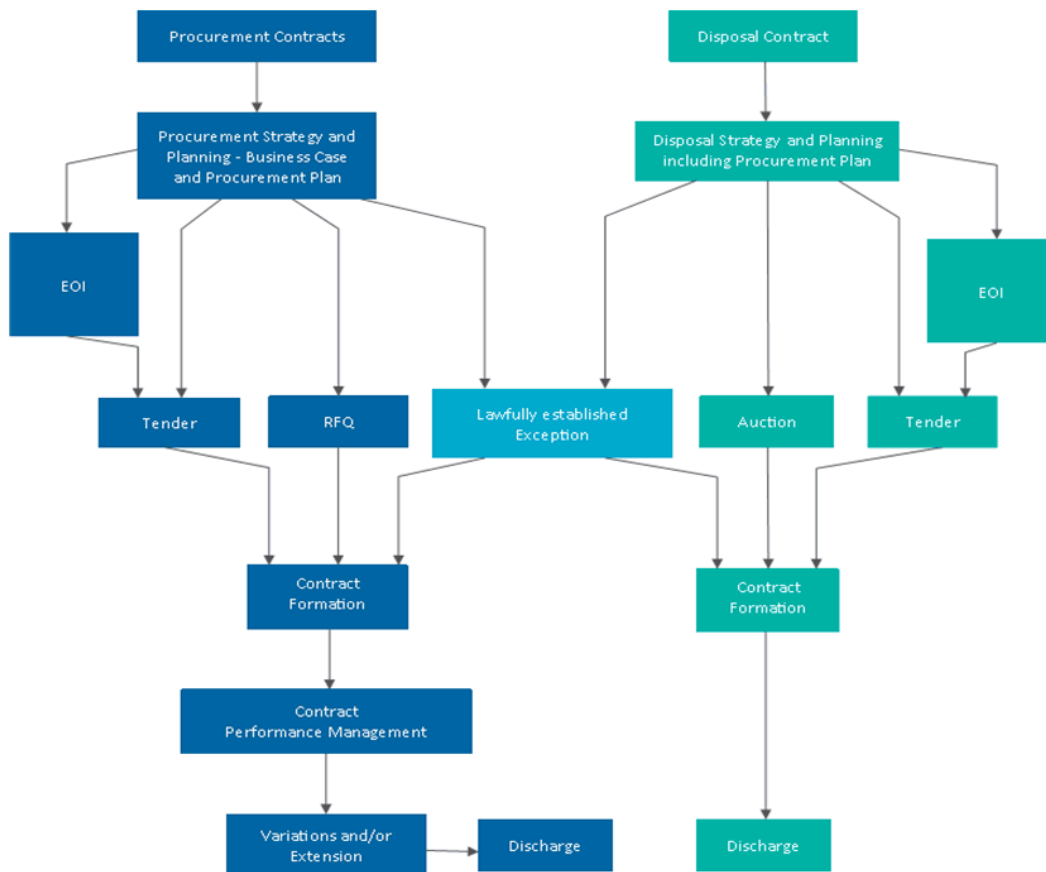 Procurement Contracts
Disposal Contract
Procurement Strategy and
Planning - Business Case
and Procurement Plan
Disposal Strategy and Planning
including Procurement Plan
EOI
EOI
Tender
RFQ
Lawfully established
Exception
Auction
Tender
Contract
Formation
Contract
Formation
Contract
Performance Management
Variations and/or
Extension
Discharge
Discharge